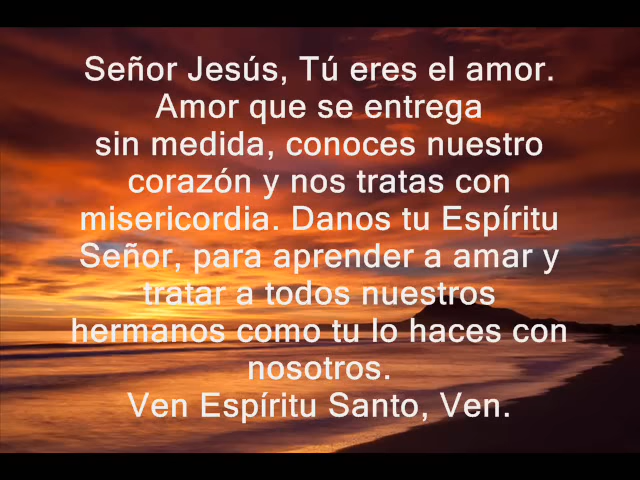 Señor Jesús, Tú eres el amor.
Amor que se entrega
sin medida, conoces nuestro
corazón y nos tratas con
misericordia. Danos tu Espíritu
Señor, para aprender a amar y
tratar a todos nuestros
hermanos como tu lo haces con
nosotros.
Ven Espíritu Santo, Ven.